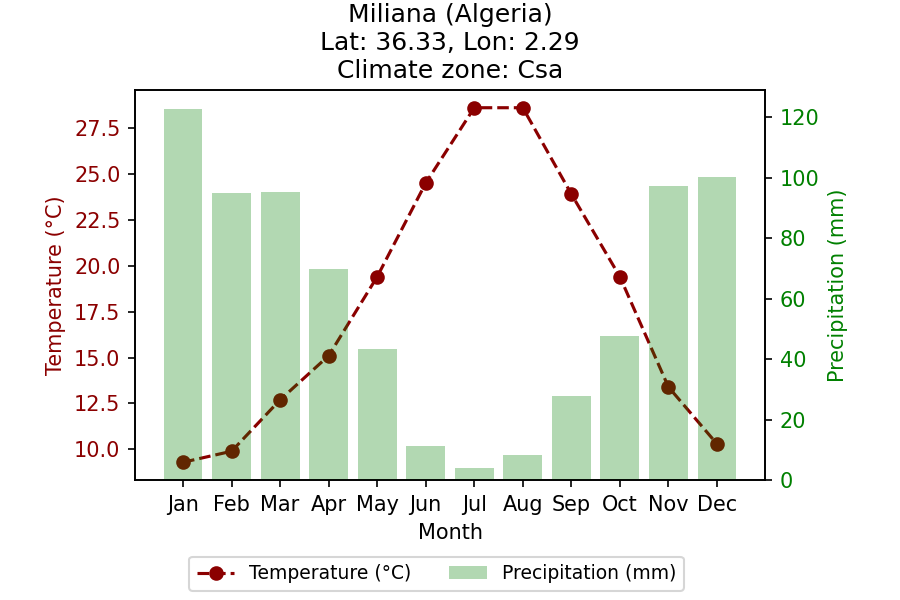 Miliana (Algeria)
Lat: 36.33, Lon: 2.29
Climate zone: Csa
Temperature (°C)
27.5
25.0
22.5
20.0
17.5
15.0
12.5
10.0
120
100
80
60
40
20
0
Precipitation (mm)
Jan Feb Mar Apr May Jun Jul Aug Sep Oct Nov Dec
Month
Temperature (°C) Precipitation (mm)